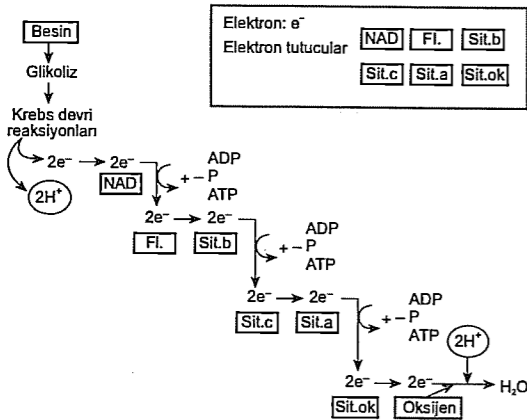 Besin
Glikoliz
Krebs devri
reaksiyonları
2H⁺
2e⁻ 2e⁻
NAD
+ P
ADP
ATP
2e⁻ 2e⁻
Fl. Sit.b
+ P
ADP
ATP
2e⁻ 2e⁻
Sit.c Sit.a
+ P
ADP
ATP
2H⁺
2e⁻ 2e⁻ H₂O
Sit.ok Oksijen
Elektron: e⁻
Elektron tutucular NAD Fl. Sit.b
Sit.c Sit.a Sit.ok